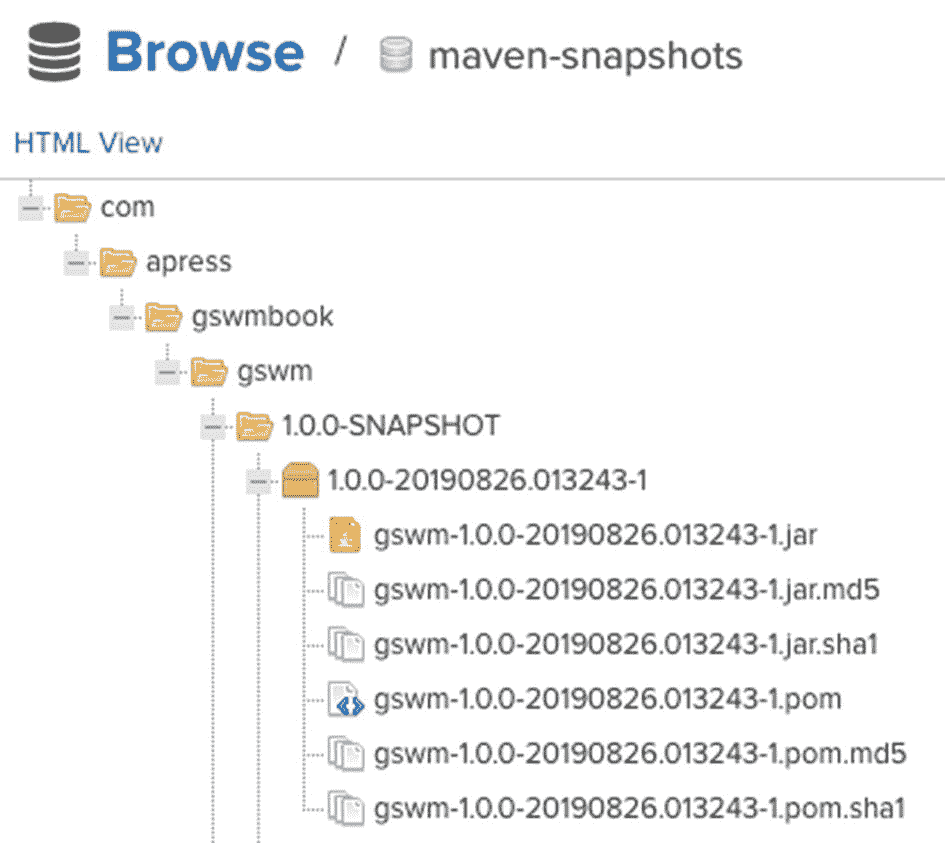 Browse / maven-snapshots
HTML View
com
apress
gswmbook
gswm
1.0.0-SNAPSHOT
1.0.0-20190826.013243-1
gswm-1.0.0-20190826.013243-1.jar
gswm-1.0.0-20190826.013243-1.jar.md5
gswm-1.0.0-20190826.013243-1.jar.sha1
gswm-1.0.0-20190826.013243-1.pom
gswm-1.0.0-20190826.013243-1.pom.md5
gswm-1.0.0-20190826.013243-1.pom.sha1